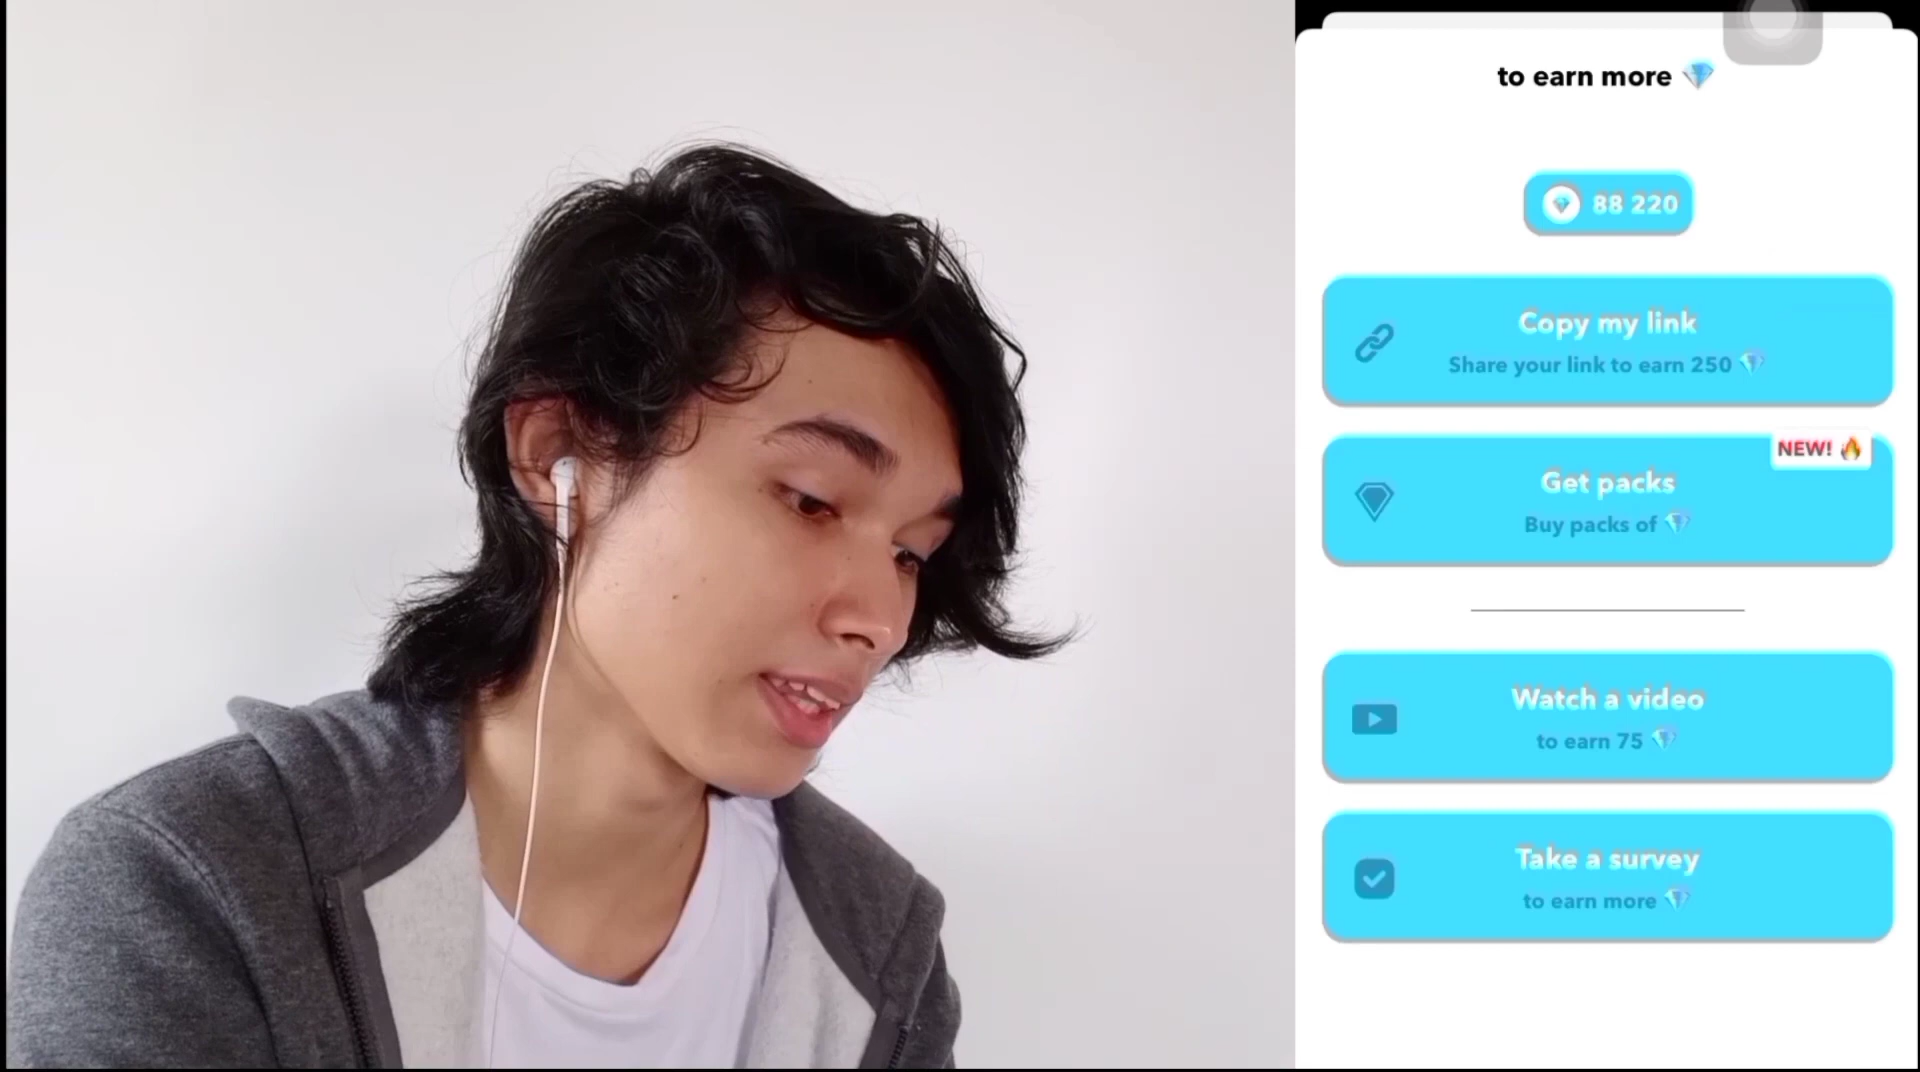 to earn more 💎
88 220
Copy my link
Share your link to earn 250 💎
NEW! 🔥
Get packs
Buy packs of 💎
Watch a video
to earn 75 💎
Take a survey
to earn more 💎